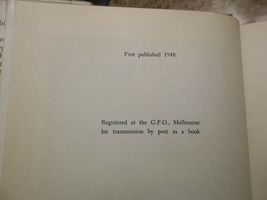 First published 1948
Registered at the G.P.O., Melbourne
for transmission by post as a book